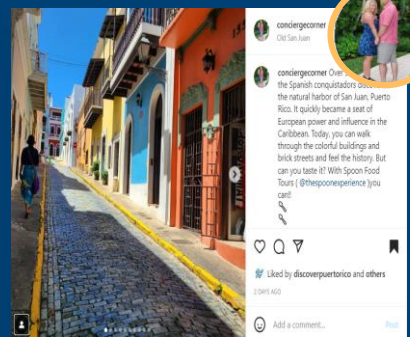 conciergecorner
Old San Juan
conciergecorner Over
the Spanish conquistadors
the natural harbor of San Juan, Puerto
Rico. It quickly became a seat of
European power and influence in the
Caribbean. Today, you can walk
through the colorful buildings and
brick streets and feel the history. But
can you taste it? With Spoon Food
Tours ( @thespoonexperience )you
can!!
Liked by discoverpuertorico and others
2 DAYS AGO
Add a comment...
Post